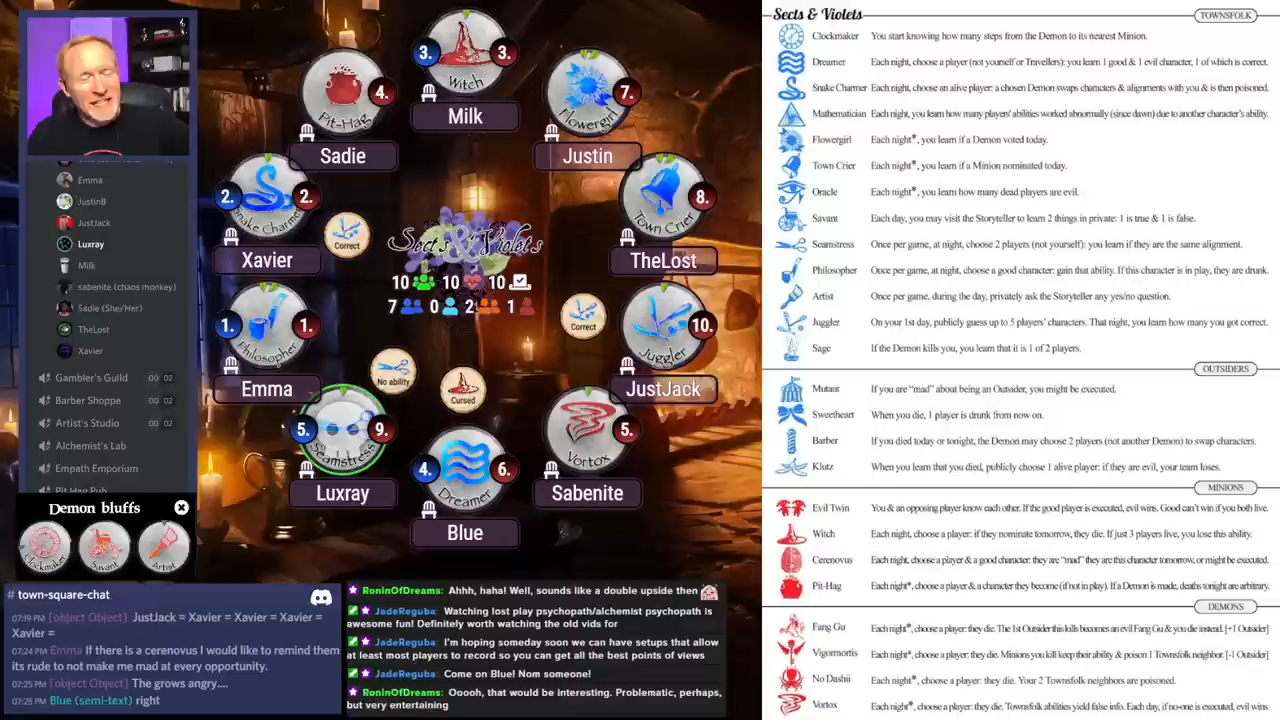 Emma
JustinB
JustJack
Luxray
Milk
sabenite (chaos monkey)
Sadie (She/Her)
TheLost
Xavier
Gambler's Guild 00 02
Barber Shoppe 00 02
Artist's Studio 00 02
Alchemist's Lab
Empath Emporium
Pit Hag Pub
Demon bluffs
Clockmaker
Savant
Artist
# town-square-chat
07:19 PM [object Object] JustJack = Xavier = Xavier = Xavier =
Xavier =
07:24 PM Emma If there is a cerenovus I would like to remind them
its rude to not make me mad at every opportunity.
07:25 PM [object Object] The grows angry....
07:25 PM Blue (semi-text) right
3. Witch 3.
Milk
Pit-Hag 4.
Sadie
Flowergirl 7.
Justin
2. Snake Charmer 2.
Xavier
Correct
Town Crier 8.
TheLost
Sects & Violets
10 10 10
7 0 2 1
1. Philosopher 1.
Emma
Correct
Juggler 10.
JustJack
No ability
Cursed
5. Seamstress 9.
Luxray
4. Dreamer 6.
Blue
Vortox 5.
Sabenite
RoninOfDreams: Ahhh, haha! Well, sounds like a double upside then
JadeReguba: Watching lost play psychopath/alchemist psychopath is
awesome fun! Definitely worth watching the old vids for
JadeReguba: I'm hoping someday soon we can have setups that allow
at least most players to record so you can get all the best points of views
JadeReguba: Come on Blue! Nom someone!
RoninOfDreams: Ooooh, that would be interesting. Problematic, perhaps,
but very entertaining
Sects & Violets
TOWNSFOLK
Clockmaker You start knowing how many steps from the Demon to its nearest Minion.
Dreamer Each night, choose a player (not yourself or Travellers): you learn 1 good & 1 evil character, 1 of which is correct.
Snake Charmer Each night, choose an alive player: a chosen Demon swaps characters & alignments with you & is then poisoned.
Mathematician Each night, you learn how many players' abilities worked abnormally (since dawn) due to another character's ability.
Flowergirl Each night*, you learn if a Demon voted today.
Town Crier Each night*, you learn if a Minion nominated today.
Oracle Each night*, you learn how many dead players are evil.
Savant Each day, you may visit the Storyteller to learn 2 things in private: 1 is true & 1 is false.
Seamstress Once per game, at night, choose 2 players (not yourself): you learn if they are the same alignment.
Philosopher Once per game, at night, choose a good character: gain that ability. If this character is in play, they are drunk.
Artist Once per game, during the day, privately ask the Storyteller any yes/no question.
Juggler On your 1st day, publicly guess up to 5 players' characters. That night, you learn how many you got correct.
Sage If the Demon kills you, you learn that it is 1 of 2 players.
OUTSIDERS
Mutant If you are "mad" about being an Outsider, you might be executed.
Sweetheart When you die, 1 player is drunk from now on.
Barber If you died today or tonight, the Demon may choose 2 players (not another Demon) to swap characters.
Klutz When you learn that you died, publicly choose 1 alive player: if they are evil, your team loses.
MINIONS
Evil Twin You & an opposing player know each other. If the good player is executed, evil wins. Good can't win if you both live.
Witch Each night, choose a player: if they nominate tomorrow, they die. If just 3 players live, you lose this ability.
Cerenovus Each night, choose a player & a good character: they are "mad" they are this character tomorrow, or might be executed.
Pit-Hag Each night*, choose a player & a character they become (if not in play). If a Demon is made, deaths tonight are arbitrary.
DEMONS
Fang Gu Each night*, choose a player: they die. The 1st Outsider this kills becomes an evil Fang Gu & you die instead. [+1 Outsider]
Vigormortis Each night*, choose a player: they die. Minions you kill keep their ability & poison 1 Townsfolk neighbor. [-1 Outsider]
No Dashii Each night*, choose a player: they die. Your 2 Townsfolk neighbors are poisoned.
Vortox Each night*, choose a player: they die. Townsfolk abilities yield false info. Each day, if no-one is executed, evil wins.